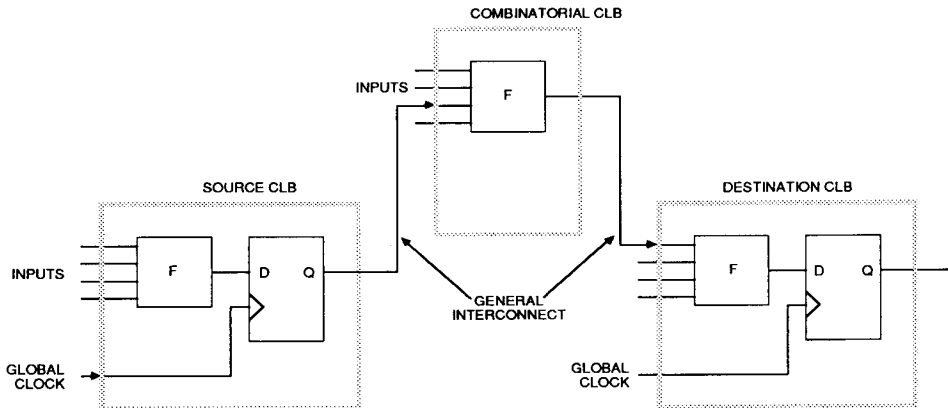 COMBINATORIAL CLB
INPUTS
F
SOURCE CLB
DESTINATION CLB
INPUTS
F
D Q
GENERAL
INTERCONNECT
F
D Q
GLOBAL
CLOCK
GLOBAL
CLOCK